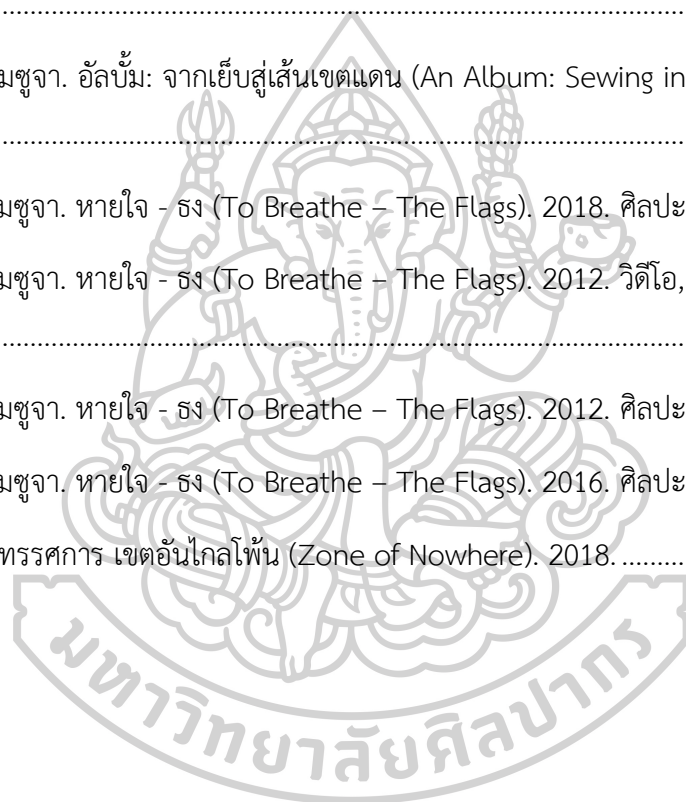 ................................................................................
มซูจา. อัลบั้ม: จากเย็บสู่เส้นเขตแดน (An Album: Sewing in
................................................................................
มซูจา. หายใจ - ธง (To Breathe – The Flags). 2018. ศิลปะ
มซูจา. หายใจ - ธง (To Breathe – The Flags). 2012. วิดีโอ,
................................................................................
มซูจา. หายใจ - ธง (To Breathe – The Flags). 2012. ศิลปะ
มซูจา. หายใจ - ธง (To Breathe – The Flags). 2016. ศิลปะ
ทรรศการ เขตอันไกลโพ้น (Zone of Nowhere). 2018. .........
มหาวิทยาลัยศิลปากร